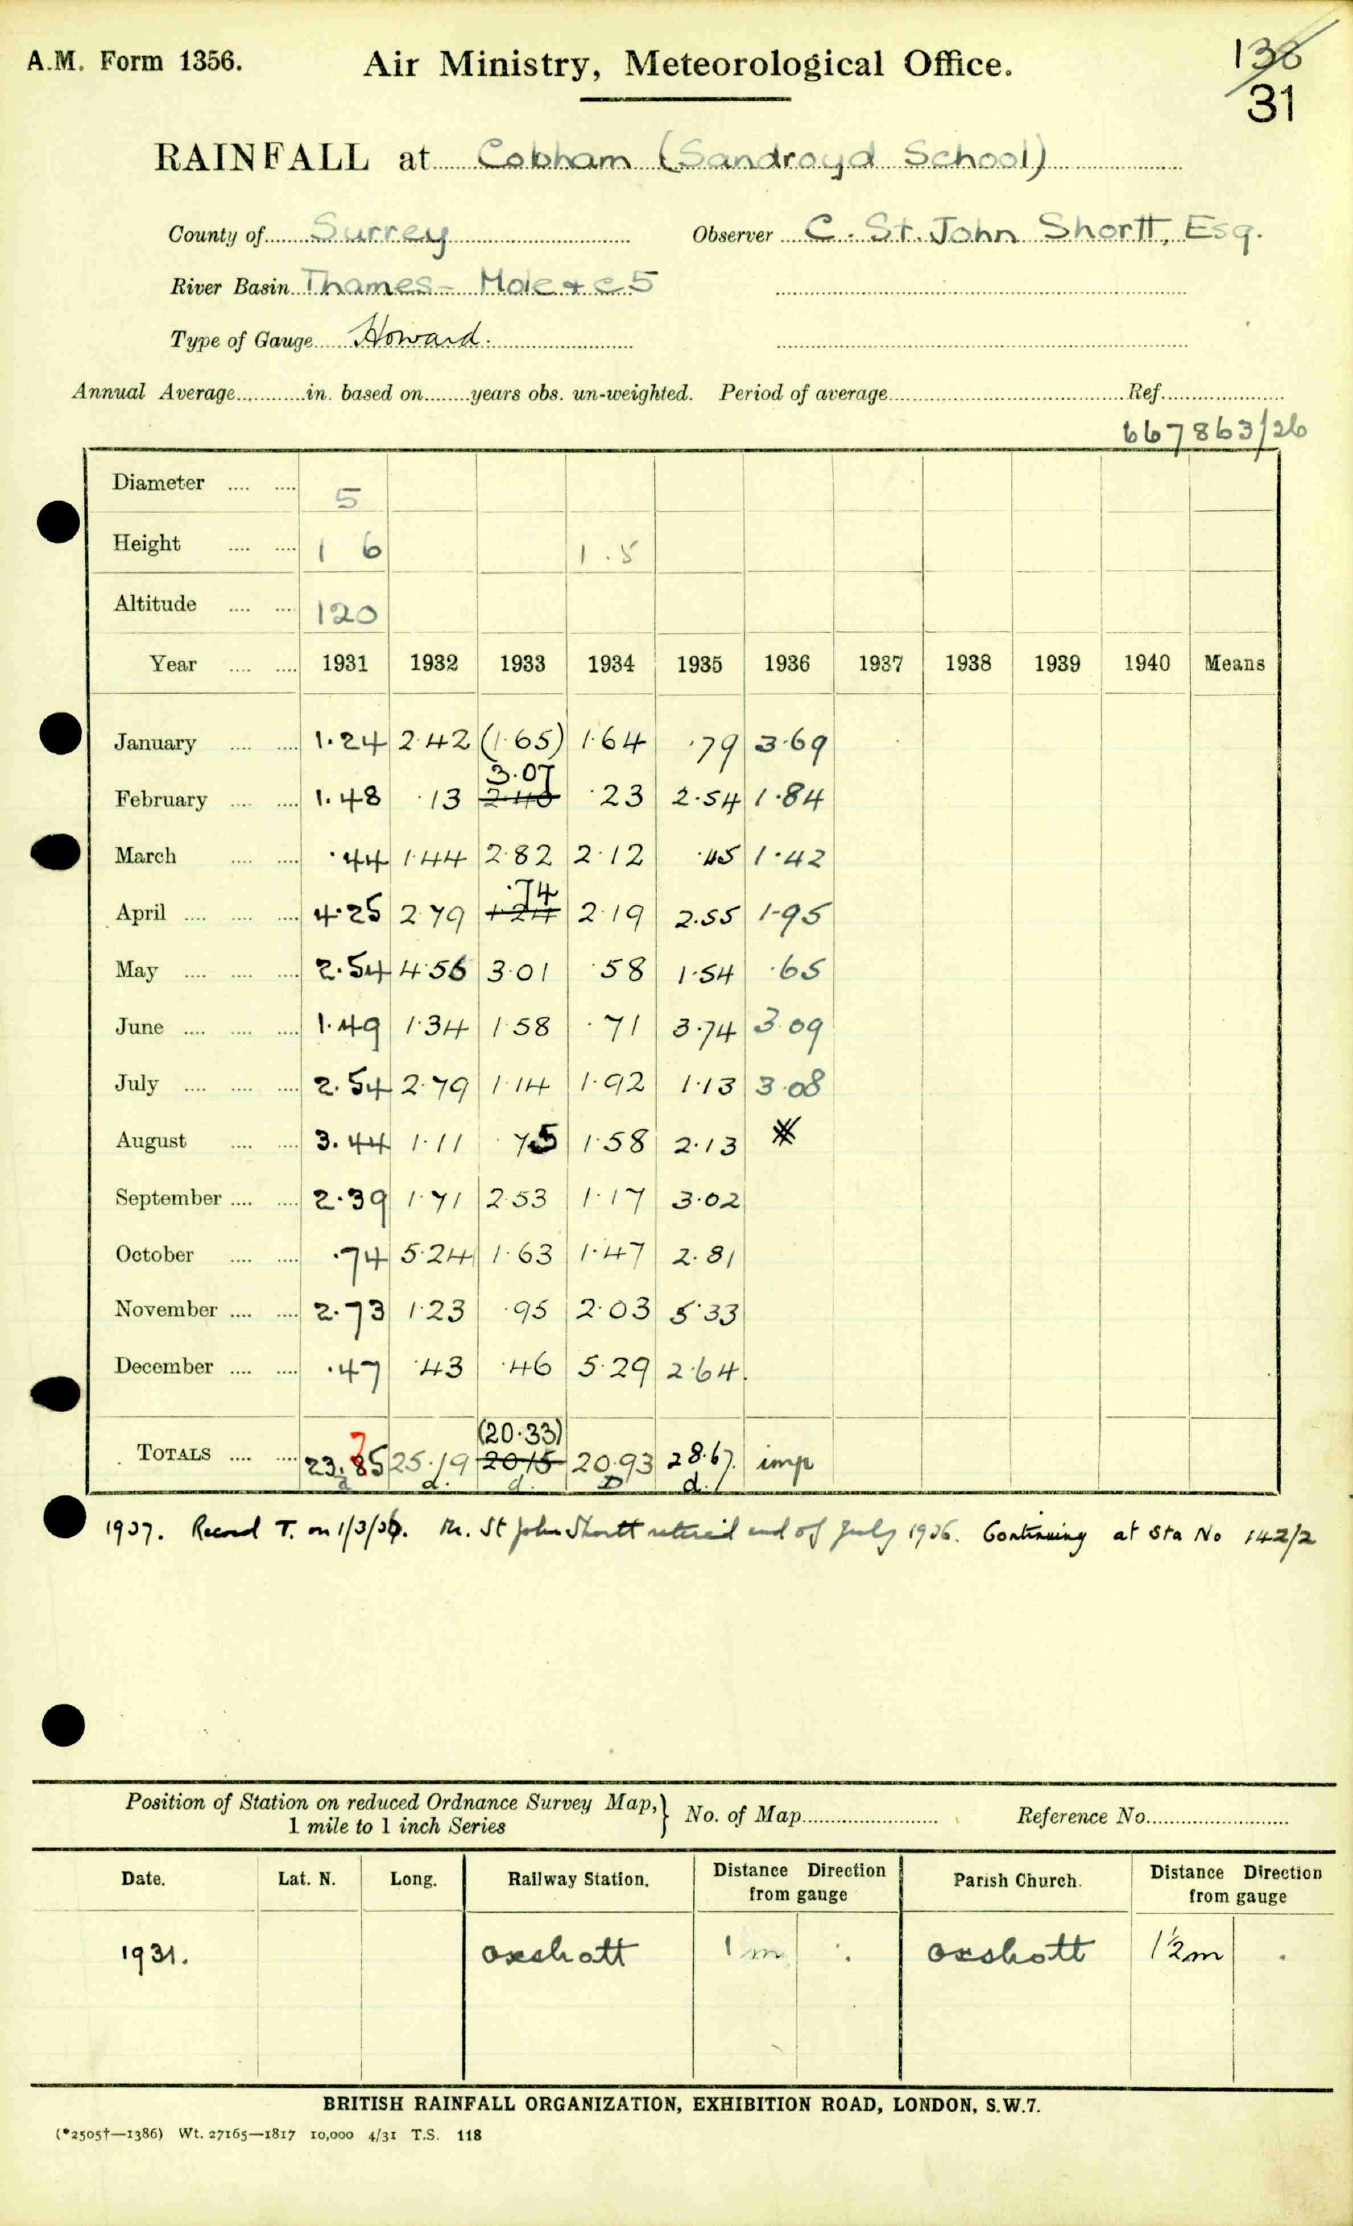 A.M. Form 1356.
Air Ministry, Meteorological Office.
138
31
RAINFALL at Cobham (Sandroyd School)
County of Surrey Observer C. St. John Shortt, Esq.
River Basin Thames - Mole & c5
Type of Gauge Howard.
Annual Average in. based on years obs. un-weighted. Period of average Ref.
667863/26
Diameter 5
Height 1 6 1.5
Altitude 120
Year 1931 1932 1933 1934 1935 1936 1937 1938 1939 1940 Means
January 1.24 2.42 (1.65) 1.64 .79 3.69
3.07
February 1.48 .13 2.40 .23 2.54 1.84
March .44 1.44 2.82 2.12 .45 1.42
.74
April 4.25 2.79 1.24 2.19 2.55 1.95
May 2.54 4.56 3.01 .58 1.54 .65
June 1.49 1.34 1.58 .71 3.74 3.09
July 2.54 2.79 1.14 1.92 1.13 3.08
August 3.44 1.11 .75 1.58 2.13
September 2.39 1.71 2.53 1.17 3.02
October .74 5.24 1.63 1.47 2.81
November 2.73 1.23 .95 2.03 5.33
December .47 .43 .46 5.29 2.64.
7 (20.33)
TOTALS 23.85 25.19 20.15 20.93 28.67. imp
d d. d. D d.
1937. Record T. on 1/3/36. Mr. St John Shortt retired end of July 1936. Continuing at Sta No 142/2
Position of Station on reduced Ordnance Survey Map,} No. of Map Reference No.
1 mile to 1 inch Series
Date. Lat. N. Long. Railway Station. Distance Direction from gauge Parish Church. Distance Direction from gauge
1931. Oxshott 1 m Oxshott 1½m
BRITISH RAINFALL ORGANIZATION, EXHIBITION ROAD, LONDON, S.W.7.
(*2505†—1386) Wt. 27165—1817 10,000 4/31 T.S. 118